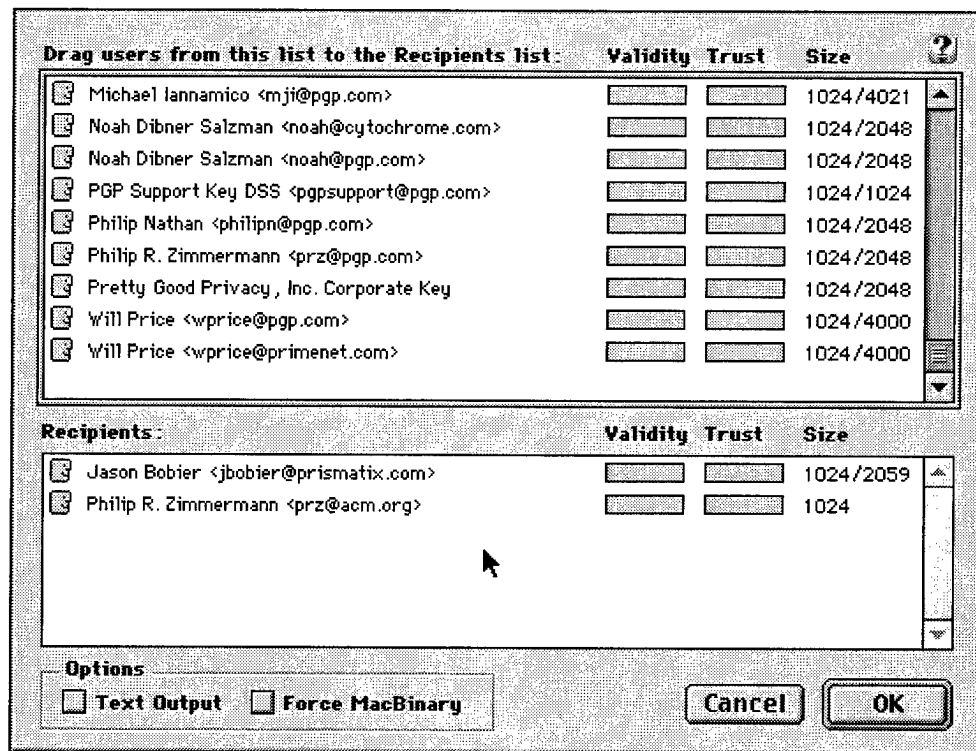 Drag users from this list to the Recipients list: Validity Trust Size ?
Michael Iannamico <mji@pgp.com> 1024/4021
Noah Dibner Salzman <noah@cytochrome.com> 1024/2048
Noah Dibner Salzman <noah@pgp.com> 1024/2048
PGP Support Key DSS <pgpsupport@pgp.com> 1024/1024
Philip Nathan <philipn@pgp.com> 1024/2048
Philip R. Zimmermann <prz@pgp.com> 1024/2048
Pretty Good Privacy, Inc. Corporate Key 1024/2048
Will Price <wprice@pgp.com> 1024/4000
Will Price <wprice@primenet.com> 1024/4000
Recipients: Validity Trust Size
Jason Bobier <jbobier@prismatix.com> 1024/2059
Philip R. Zimmermann <prz@acm.org> 1024
Options
Text Output Force MacBinary Cancel OK